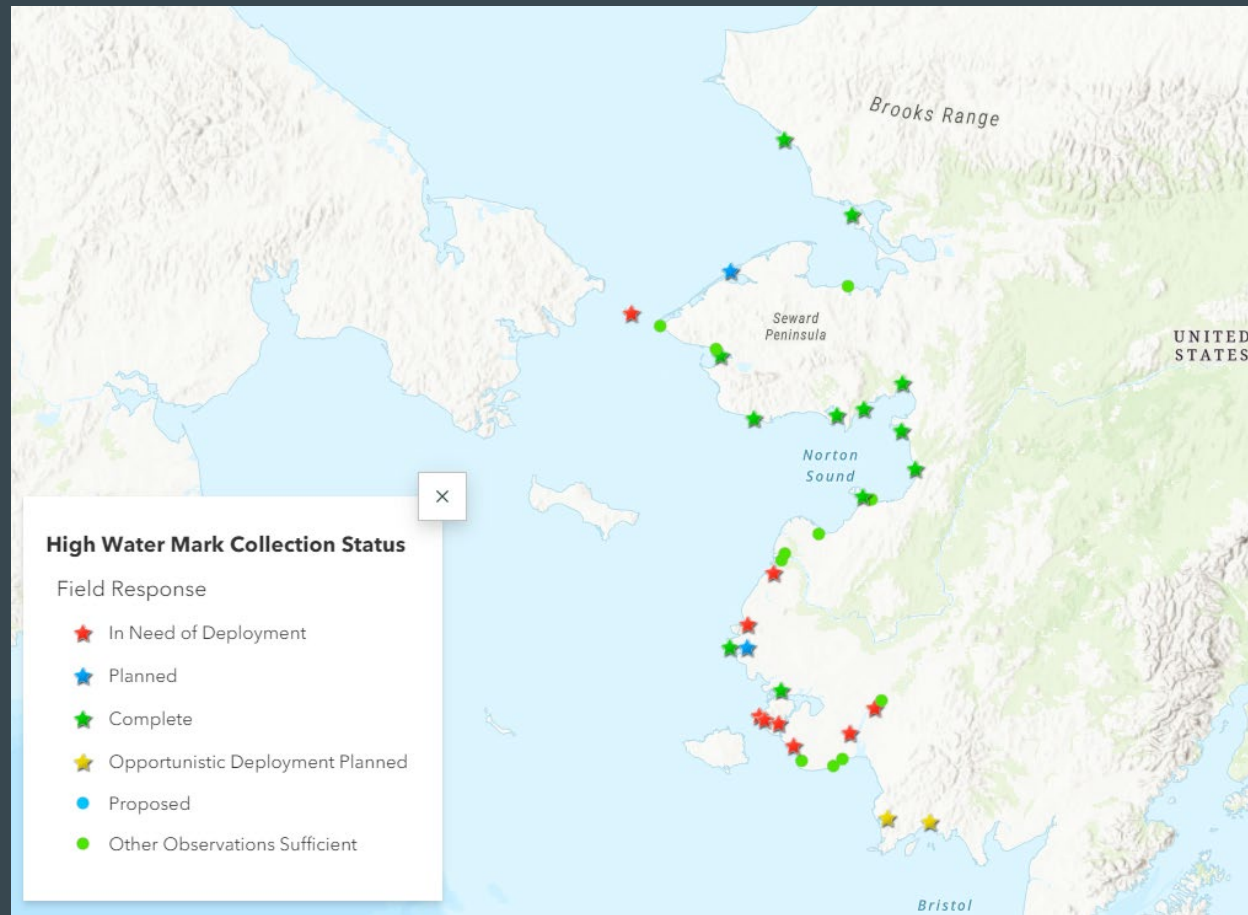 Brooks Range
Seward
Peninsula
UNITED
STATES
Norton
Sound
High Water Mark Collection Status
Field Response
In Need of Deployment
Planned
Complete
Opportunistic Deployment Planned
Proposed
Other Observations Sufficient
Bristol